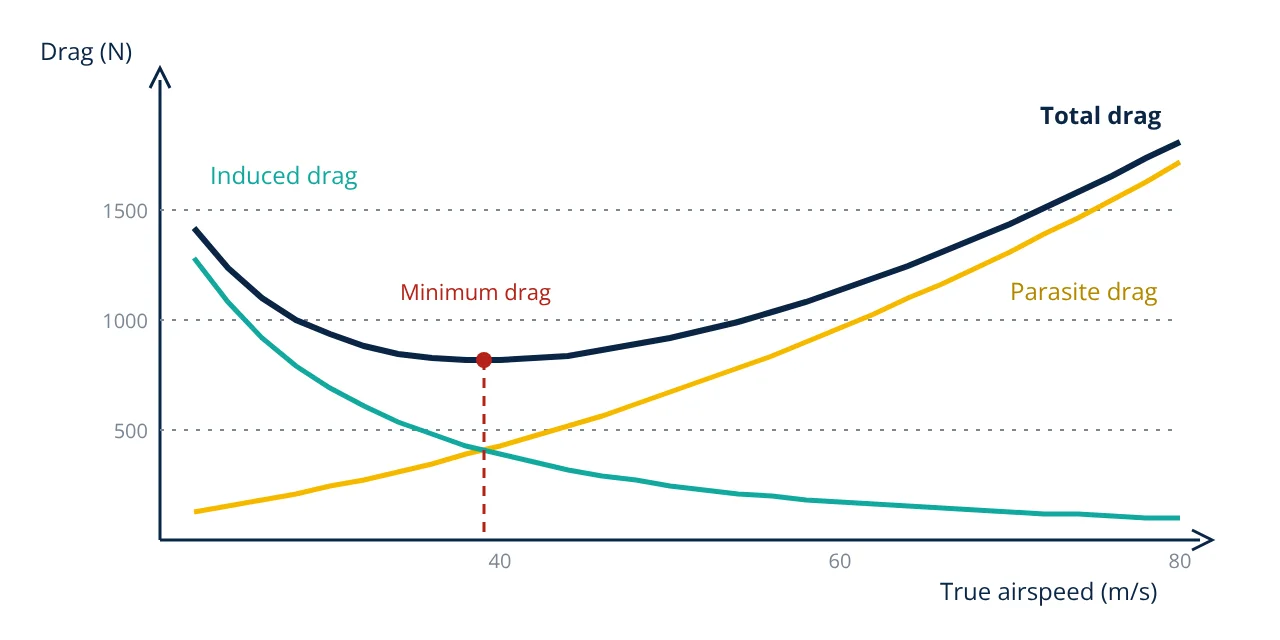 Drag (N)
Total drag
Induced drag
1500
Minimum drag
Parasite drag
1000
500
40
60
80
True airspeed (m/s)